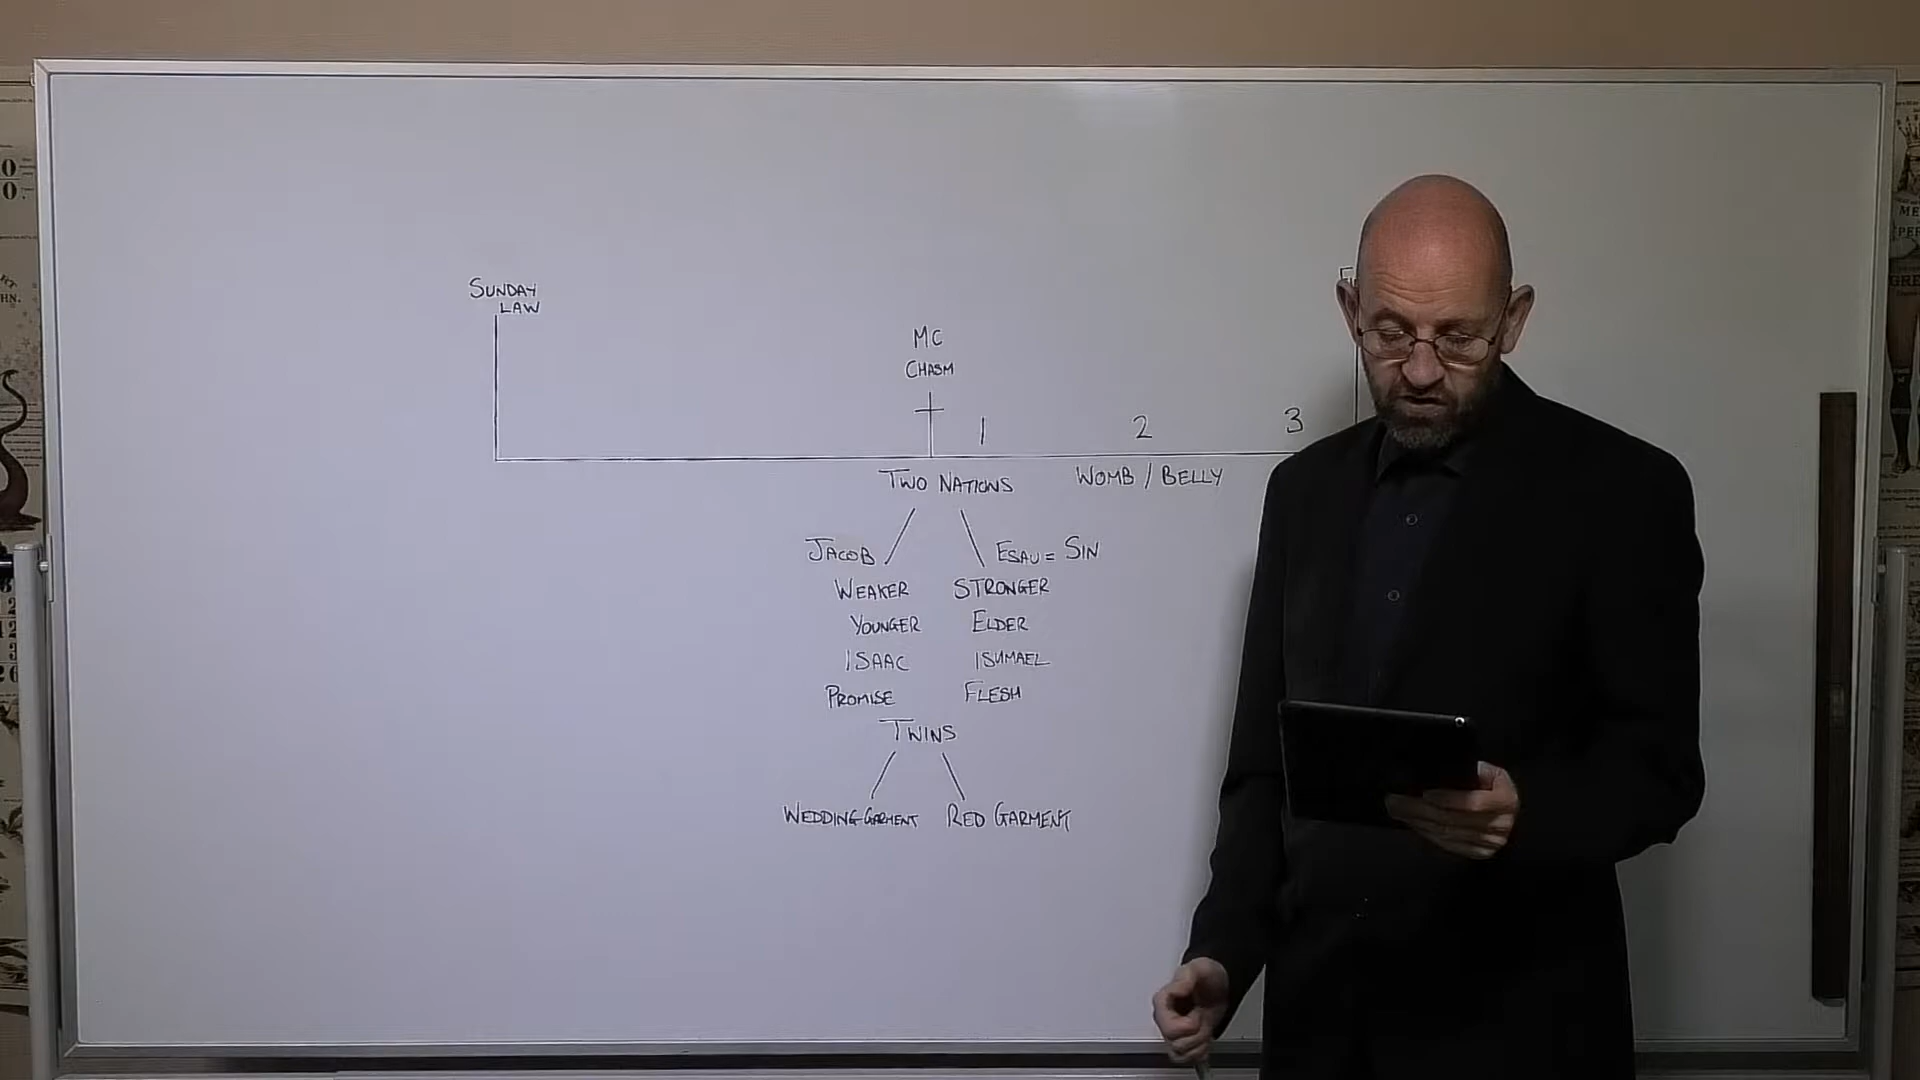 SUNDAY
LAW
MC
CHASM
1 2 3
TWO NATIONS WOMB / BELLY
JACOB ESAU = SIN
WEAKER STRONGER
YOUNGER ELDER
ISAAC ISHMAEL
PROMISE FLESH
TWINS
WEDDING GARMENT RED GARMENT